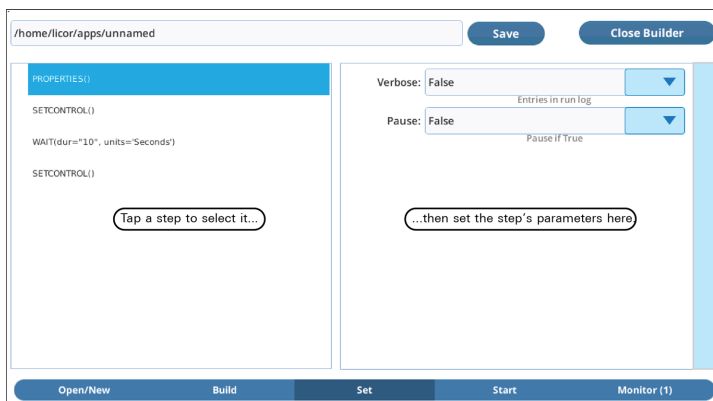 /home/licor/apps/unnamed
Save
Close Builder
PROPERTIES()
SETCONTROL()
WAIT(dur="10", units='Seconds')
SETCONTROL()
Tap a step to select it...
Verbose: False
Entries in run log
Pause: False
Pause if True
...then set the step's parameters here.
Open/New
Build
Set
Start
Monitor (1)